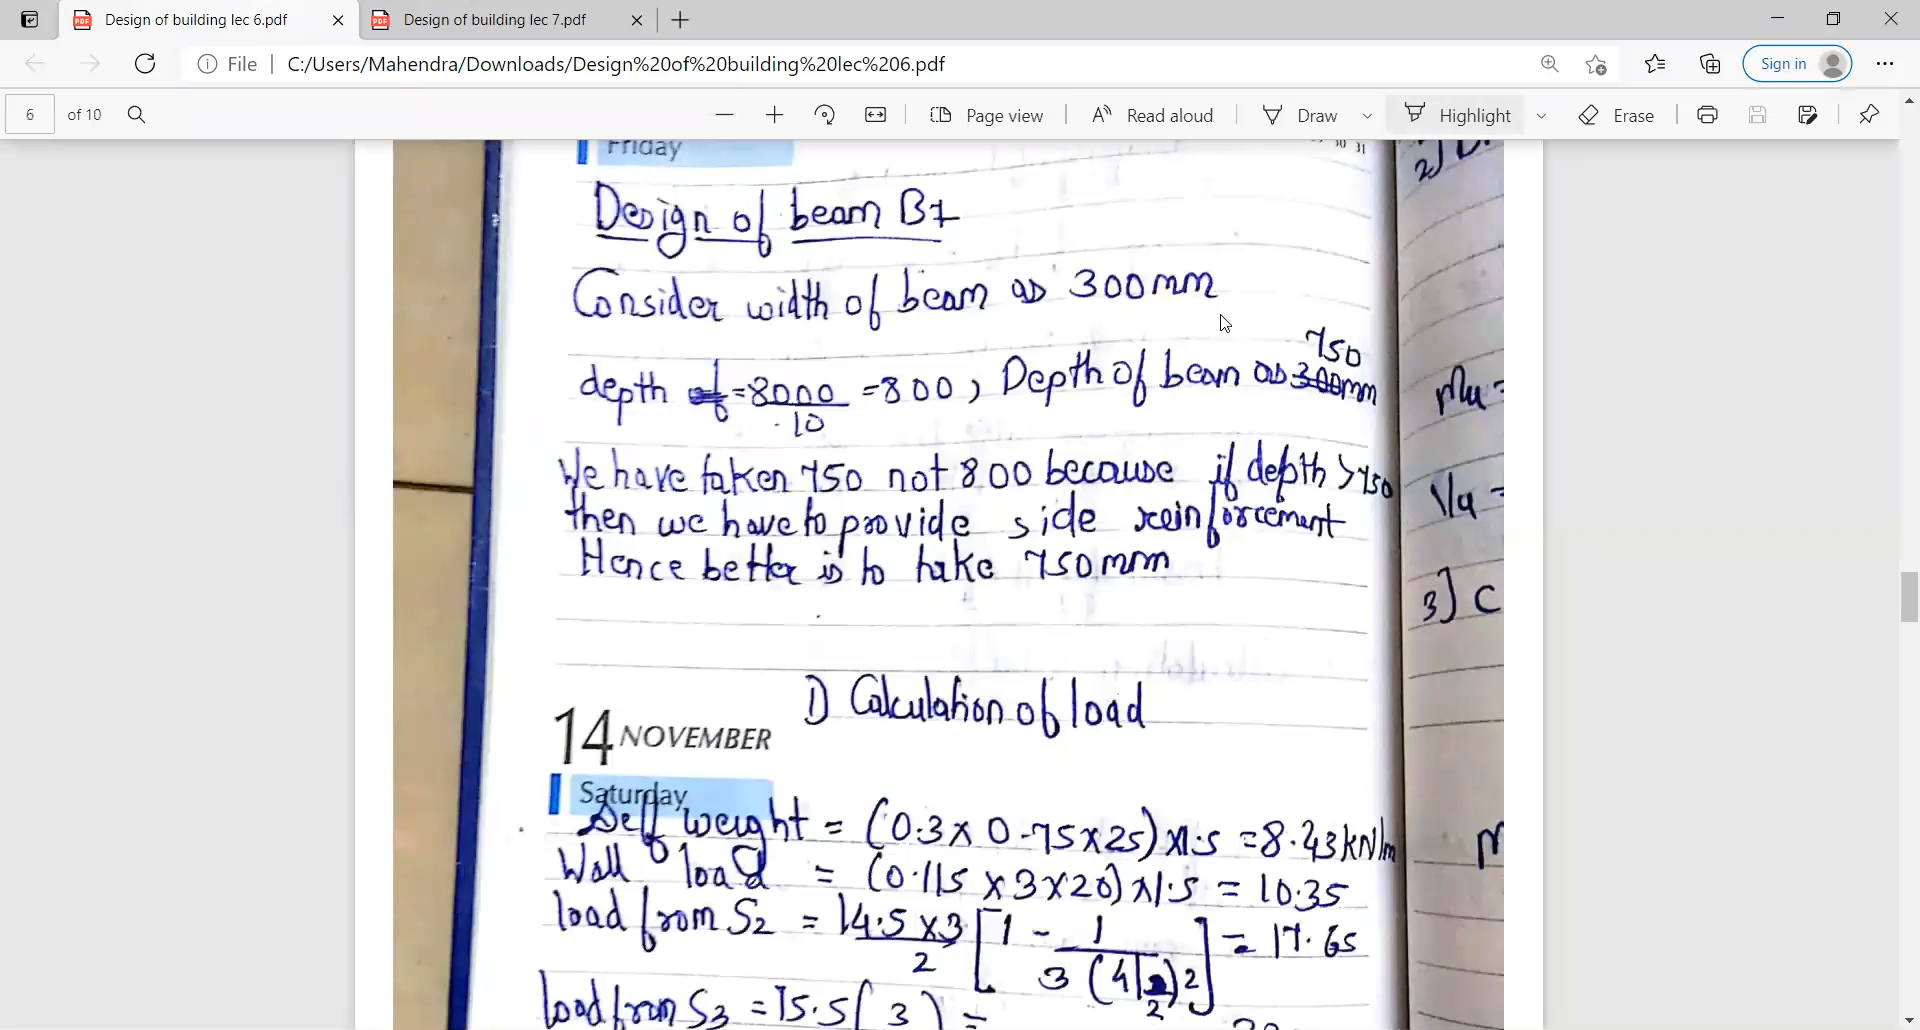 Design of building lec 6.pdf
Design of building lec 7.pdf
File C:/Users/Mahendra/Downloads/Design%20of%20building%20lec%206.pdf
Sign in
6 of 10
Page view
Read aloud
Draw
Highlight
Erase
Friday
30 31
Design of beam B7
Consider width of beam as 300mm
750
depth = 8000/10 = 800, Depth of beam as 300mm
We have taken 750 not 800 because if depth > 750
then we have to provide side reinforcement
Hence better is to take 750mm
1) Calculation of load
14 NOVEMBER
Saturday
Self weight = (0.3 x 0.75 x 25) x 1.5 = 8.43 kN/m
Wall load = (0.115 x 3 x 20) x 1.5 = 10.35
load from S2 = 14.5 x 3 / 2 [1 - 1 / 3 (4/2)2] = 17.65
load from S3 = 15.5 ( 3 ) =
2)
Mu =
Vu =
3] C